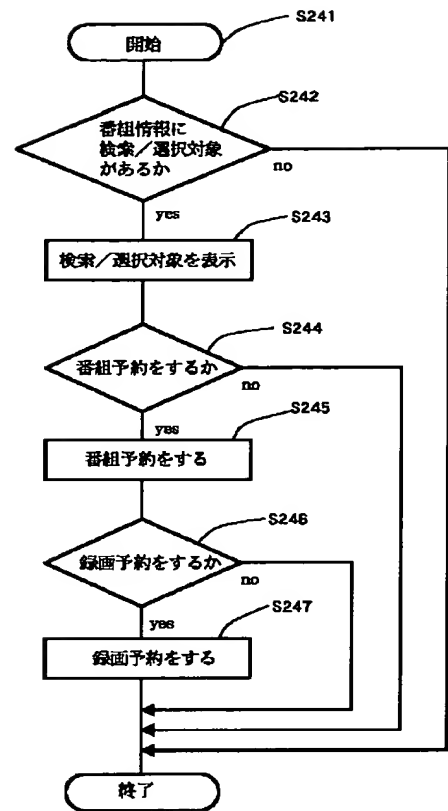 S241
開始
S242
番組情報に
検索／選択対象
があるか
no
yes
S243
検索／選択対象を表示
S244
番組予約をするか
no
yes
S245
番組予約をする
S246
録画予約をするか
no
yes
S247
録画予約をする
終了